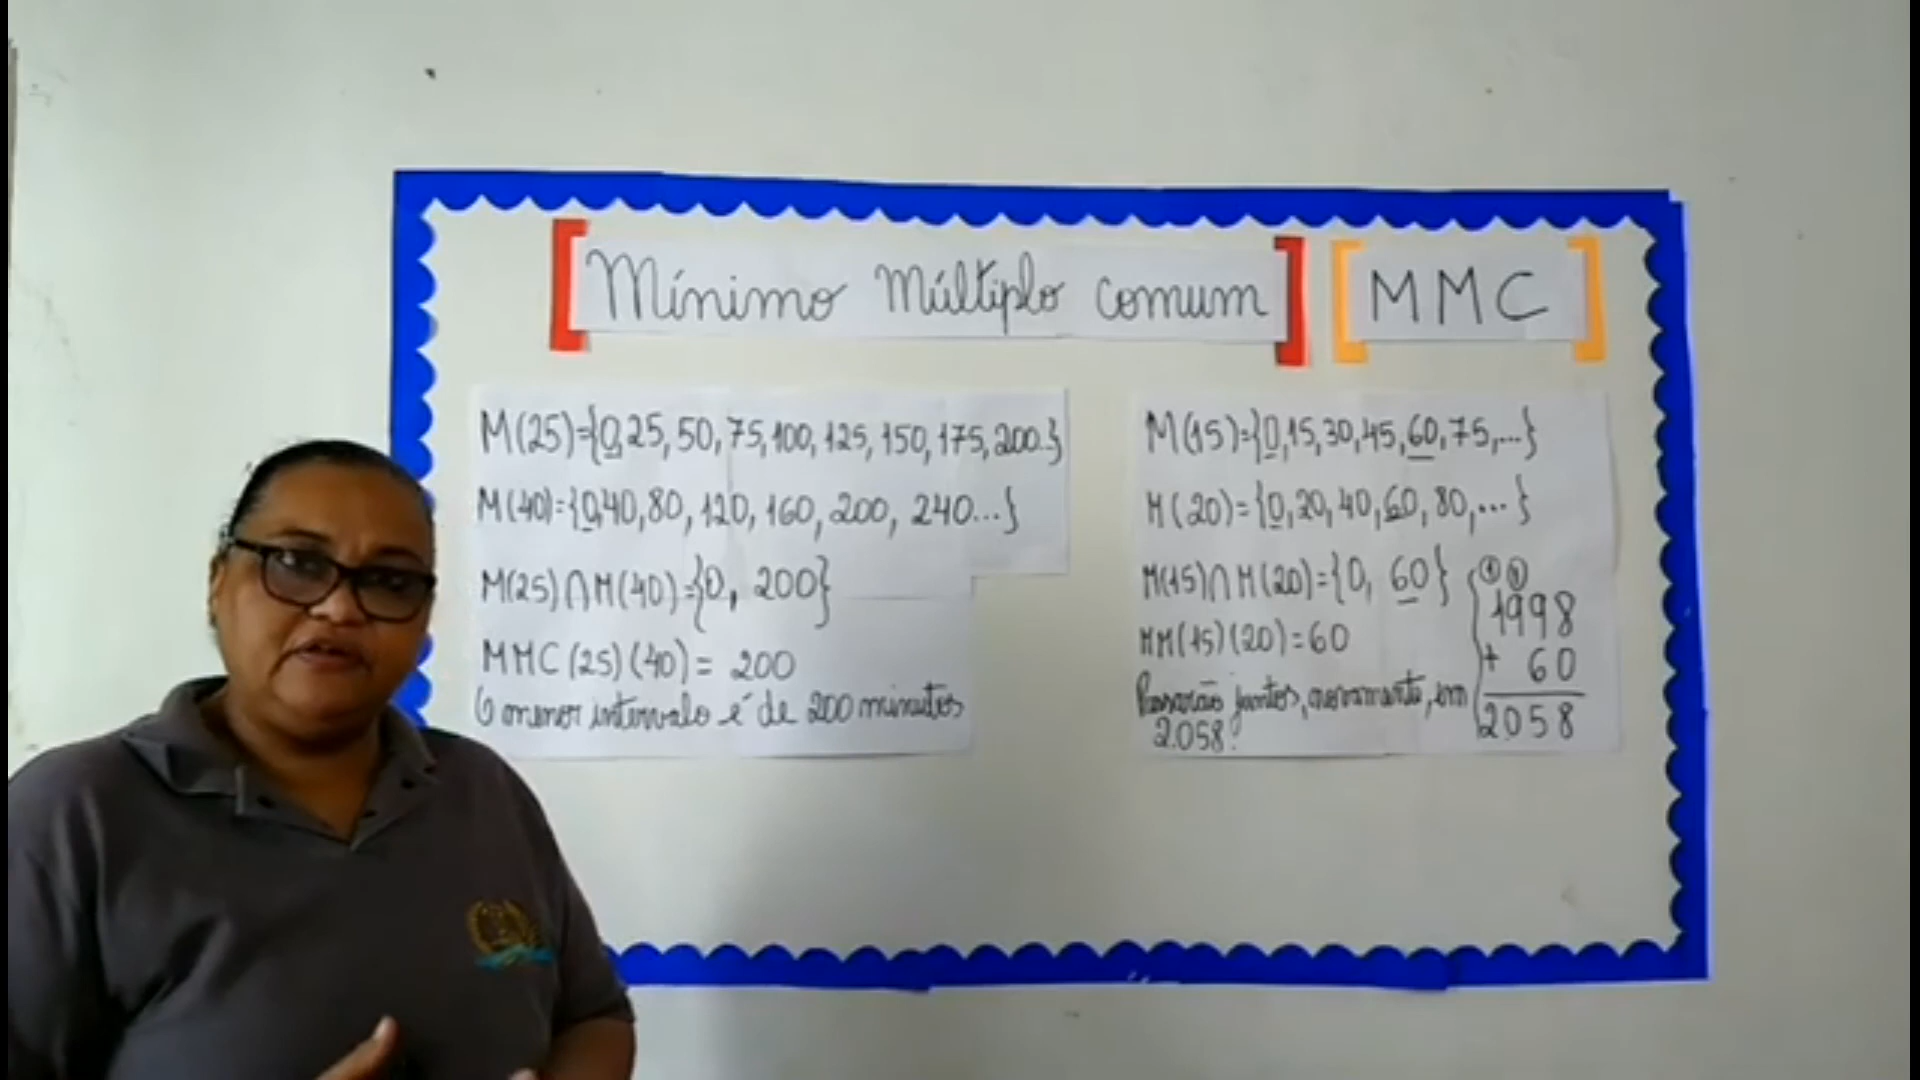 Mínimo Múltiplo comum
MMC
M(25)={0,25,50,75,100,125,150,175,200..}
M(40)={0,40,80,120,160,200,240...}
M(25)∩M(40)={0,200}
MMC(25)(40)=200
O menor intervalo é de 200 minutos
M(15)={0,15,30,45,60,75,...}
M(20)={0,20,40,60,80,...}
M(15)∩M(20)={0,60}
MM(15)(20)=60
Passarão juntos, novamente, em
2.058.
1 1
1998
+ 60
2058